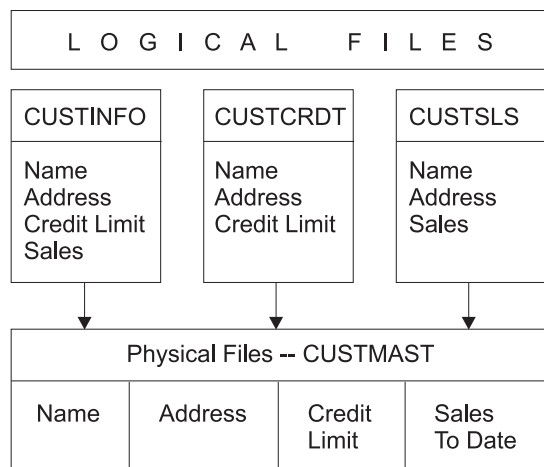 L O G I C A L F I L E S
CUSTINFO
Name
Address
Credit Limit
Sales
CUSTCRDT
Name
Address
Credit Limit
CUSTSLS
Name
Address
Sales
Physical Files -- CUSTMAST
Name
Address
Credit
Limit
Sales
To Date